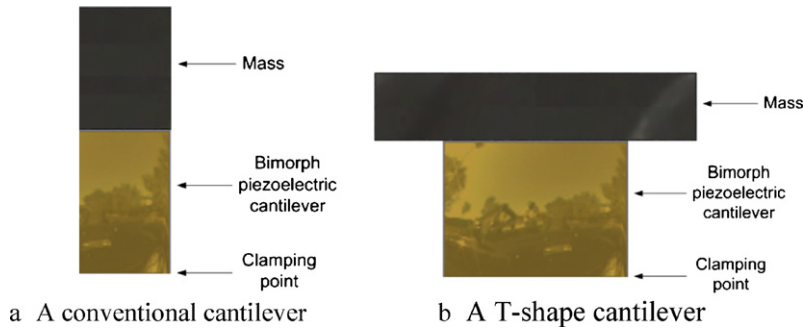 Mass
Bimorph
piezoelectric
cantilever
Clamping
point
a A conventional cantilever
Mass
Bimorph
piezoelectric
cantilever
Clamping
point
b A T-shape cantilever